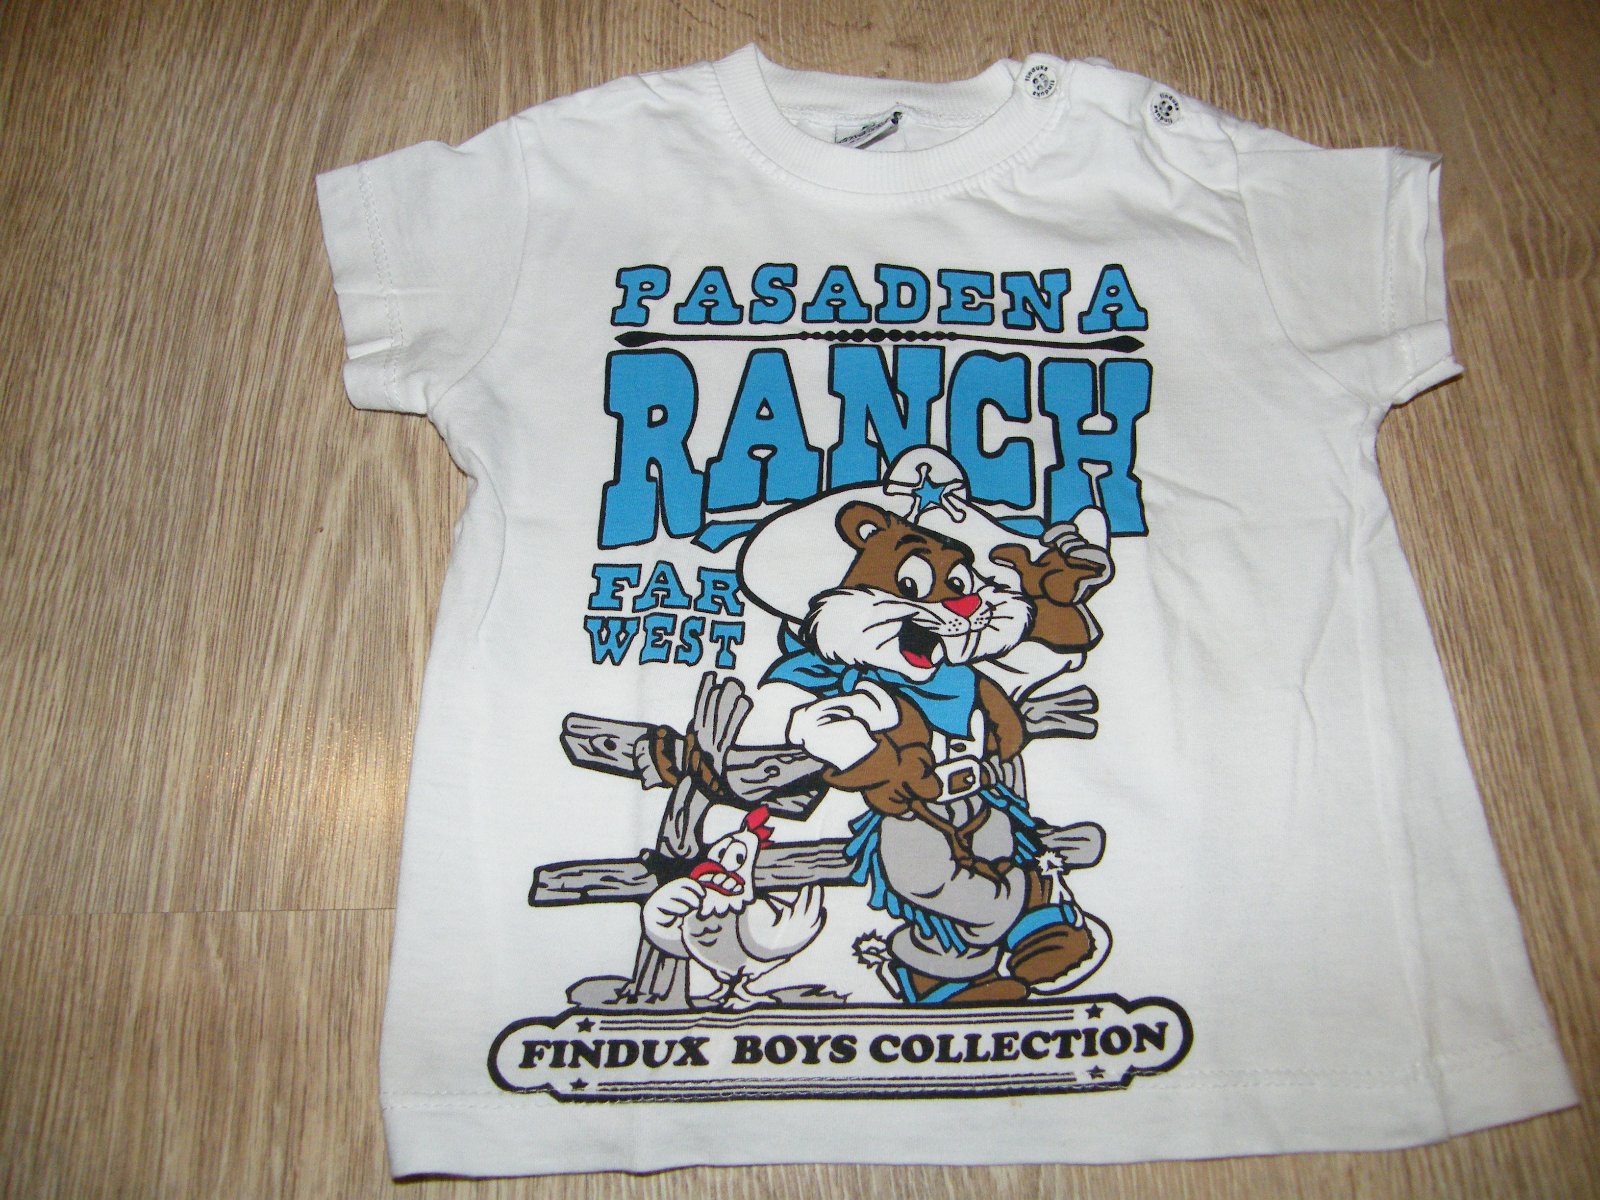 PASADENA
RANCH
FAR
WEST
FINDUX BOYS COLLECTION